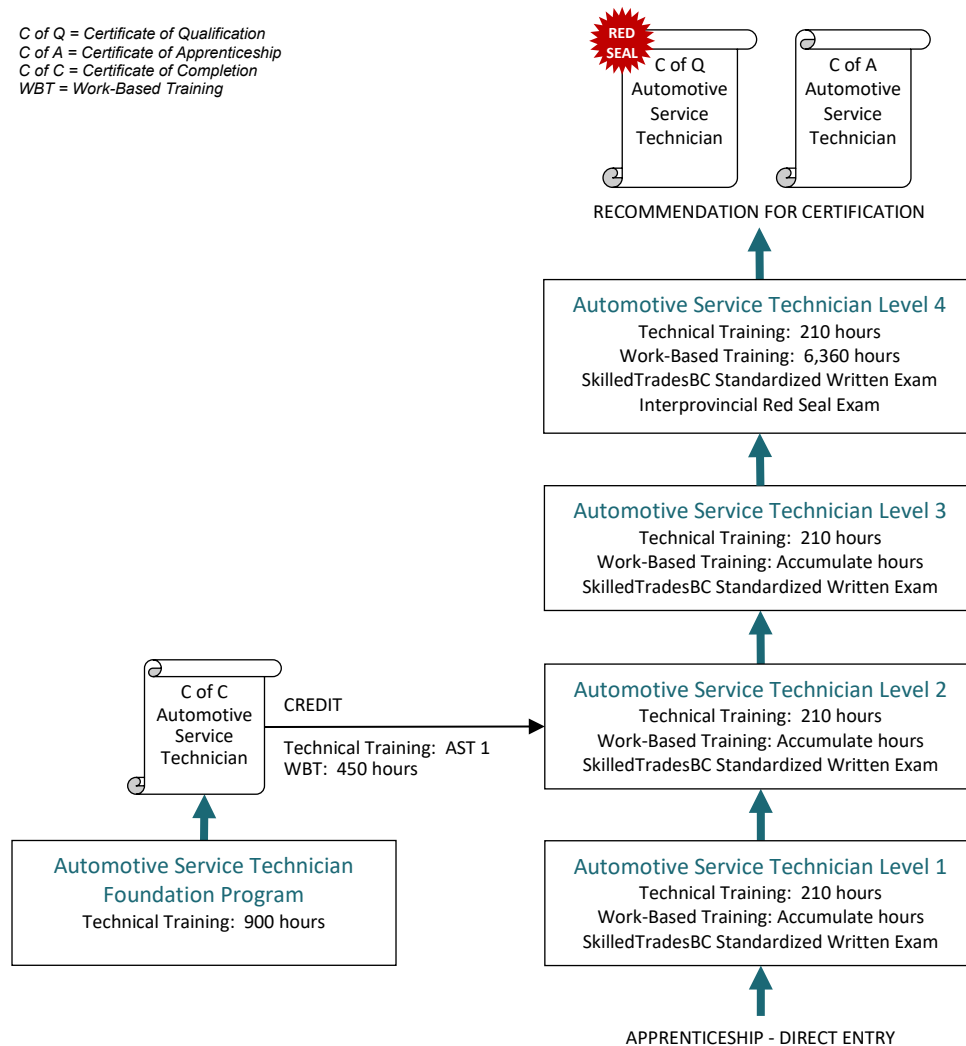 C of Q = Certificate of Qualification
C of A = Certificate of Apprenticeship
C of C = Certificate of Completion
WBT = Work-Based Training
RED
SEAL
C of Q
Automotive
Service
Technician
C of A
Automotive
Service
Technician
RECOMMENDATION FOR CERTIFICATION
Automotive Service Technician Level 4
Technical Training: 210 hours
Work-Based Training: 6,360 hours
SkilledTradesBC Standardized Written Exam
Interprovincial Red Seal Exam
Automotive Service Technician Level 3
Technical Training: 210 hours
Work-Based Training: Accumulate hours
SkilledTradesBC Standardized Written Exam
C of C
Automotive
Service
Technician
CREDIT
Technical Training: AST 1
WBT: 450 hours
Automotive Service Technician Level 2
Technical Training: 210 hours
Work-Based Training: Accumulate hours
SkilledTradesBC Standardized Written Exam
Automotive Service Technician
Foundation Program
Technical Training: 900 hours
Automotive Service Technician Level 1
Technical Training: 210 hours
Work-Based Training: Accumulate hours
SkilledTradesBC Standardized Written Exam
APPRENTICESHIP - DIRECT ENTRY